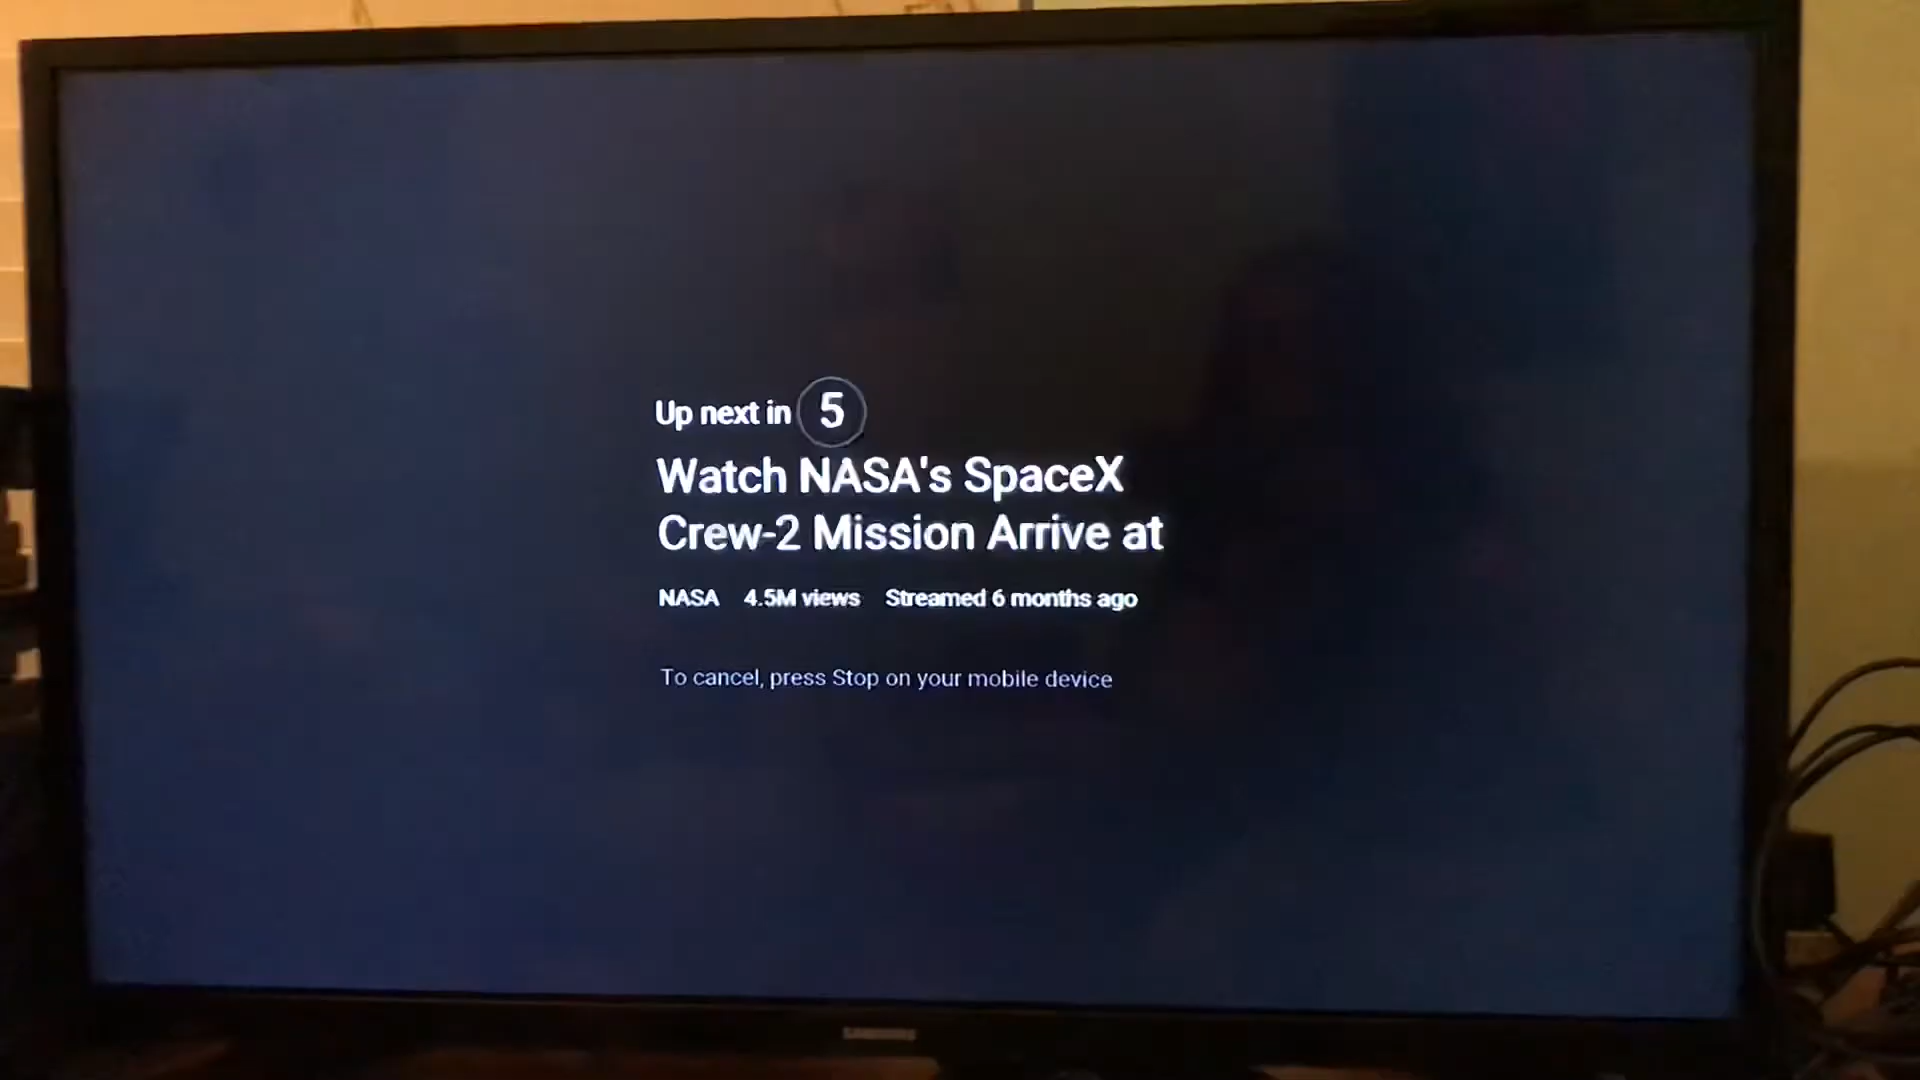 Up next in 5
Watch NASA's SpaceX
Crew-2 Mission Arrive at
NASA 4.5M views Streamed 6 months ago
To cancel, press Stop on your mobile device
SAMSUNG